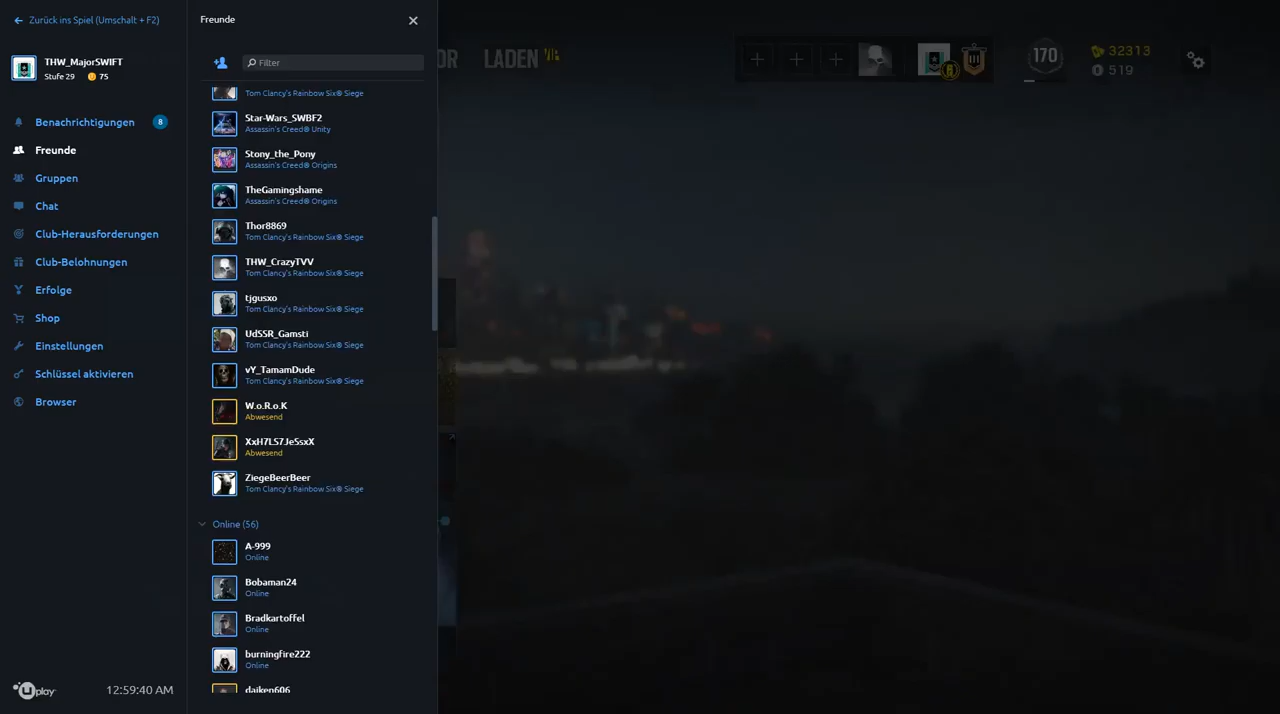 Zurück ins Spiel (Umschalt + F2)
THW_MajorSWIFT
Stufe 29 75
Benachrichtigungen 8
Freunde
Gruppen
Chat
Club-Herausforderungen
Club-Belohnungen
Erfolge
Shop
Einstellungen
Schlüssel aktivieren
Browser
uplay
12:59:40 AM
Freunde
Filter
Tom Clancy's Rainbow Six® Siege
Star-Wars_SWBF2
Assassin's Creed® Unity
Stony_the_Pony
Assassin's Creed® Origins
TheGamingshame
Assassin's Creed® Origins
Thor8869
Tom Clancy's Rainbow Six® Siege
THW_CrazyTVV
Tom Clancy's Rainbow Six® Siege
tjgusxo
Tom Clancy's Rainbow Six® Siege
UdSSR_Gamsti
Tom Clancy's Rainbow Six® Siege
vY_TamamDude
Tom Clancy's Rainbow Six® Siege
W.o.R.o.K
Abwesend
XxH7LS7JeSsxX
Abwesend
ZiegeBeerBeer
Tom Clancy's Rainbow Six® Siege
Online (56)
A-999
Online
Bobaman24
Online
Bradkartoffel
Online
burningfire222
Online
daiken606
OR LADEN
170
32313
519